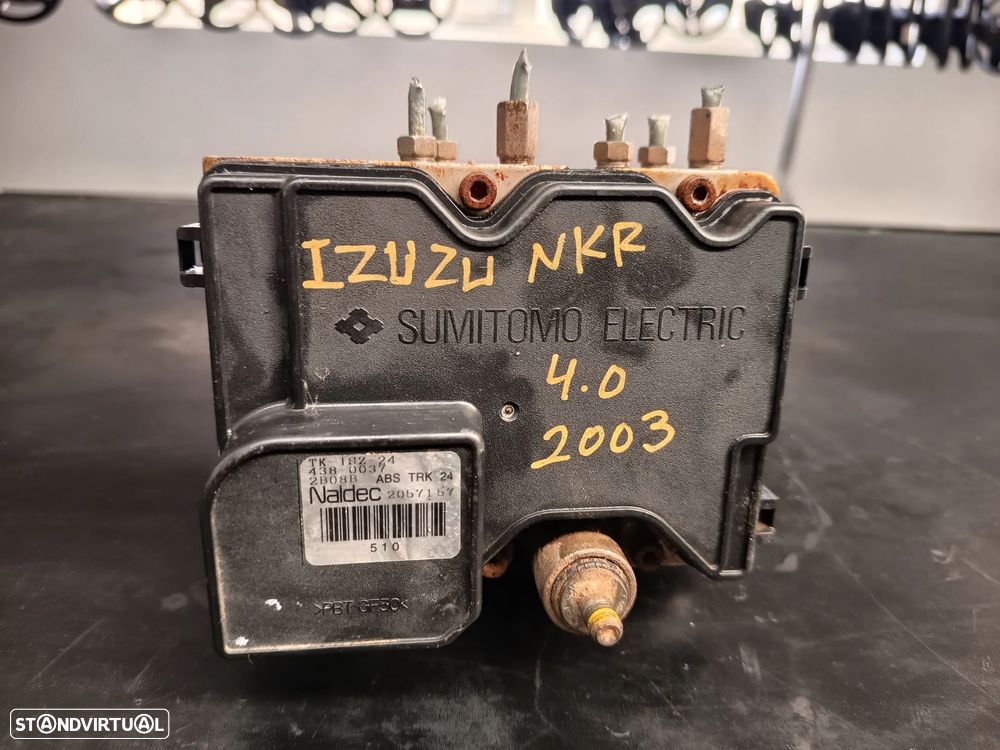 IZUZU NKR
SUMITOMO ELECTRIC
4.0
2003
TK ISZ 24
438 0037
2B08B ABS TRK 24
Naldec 2057157
510
>PBT GF30<
STANDVIRTUAL